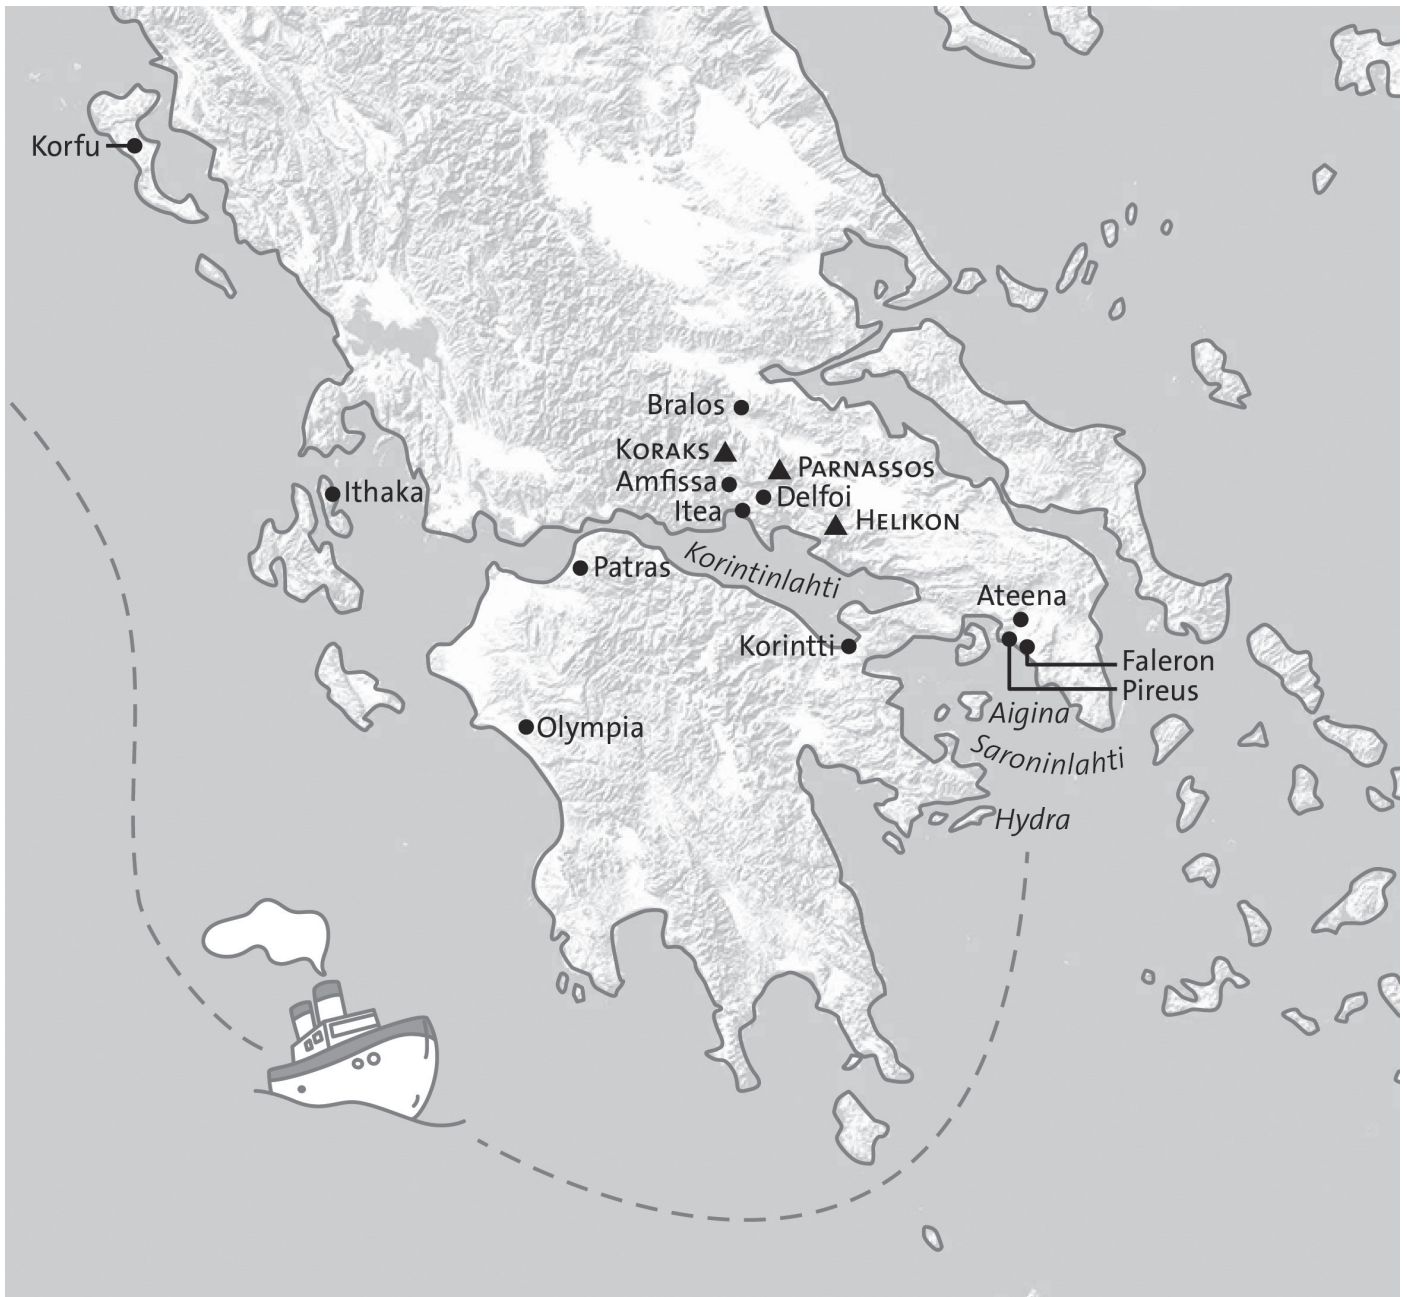 Korfu
Bralos
KORAKS
PARNASSOS
Amfissa
Delfoi
Itea
HELIKON
Ithaka
Korintinlahti
Patras
Ateena
Korintti
Faleron
Pireus
Aigina
Olympia
Saroninlahti
Hydra